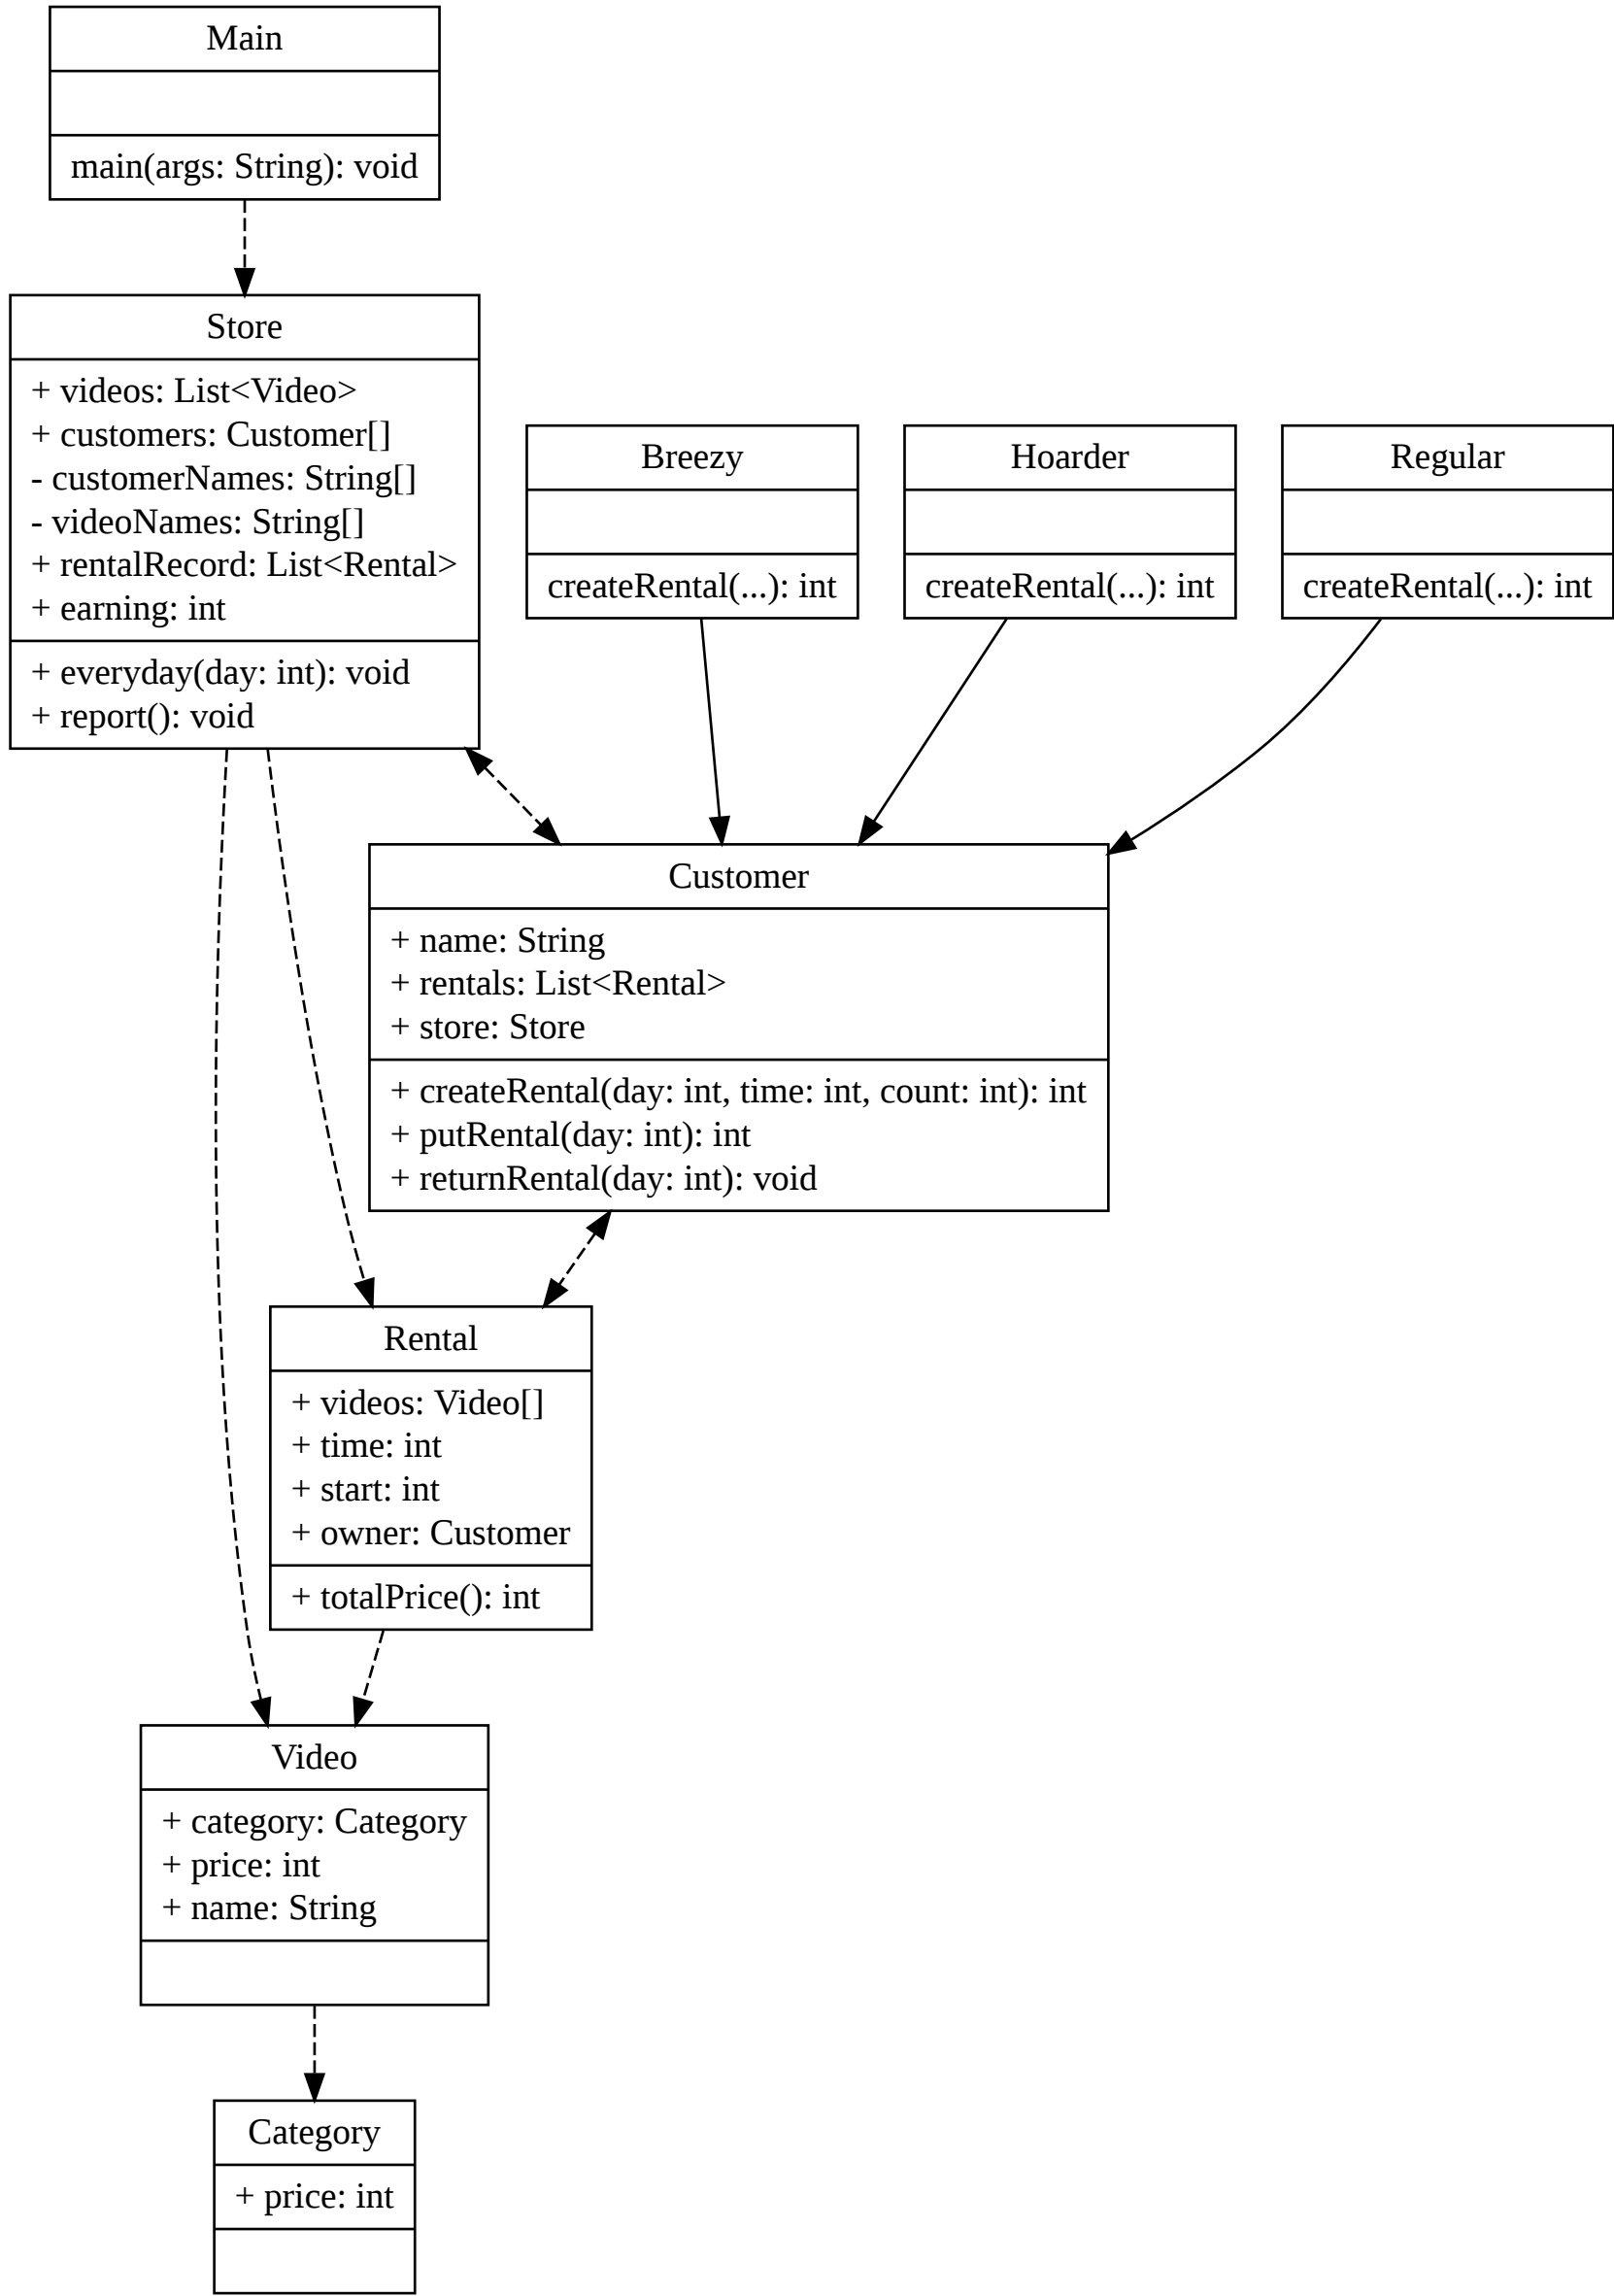 Main
main(args: String): void
Store
+ videos: List<Video>
+ customers: Customer[]
- customerNames: String[]
- videoNames: String[]
+ rentalRecord: List<Rental>
+ earning: int
+ everyday(day: int): void
+ report(): void
Breezy
createRental(...): int
Hoarder
createRental(...): int
Regular
createRental(...): int
Customer
+ name: String
+ rentals: List<Rental>
+ store: Store
+ createRental(day: int, time: int, count: int): int
+ putRental(day: int): int
+ returnRental(day: int): void
Rental
+ videos: Video[]
+ time: int
+ start: int
+ owner: Customer
+ totalPrice(): int
Video
+ category: Category
+ price: int
+ name: String
Category
+ price: int